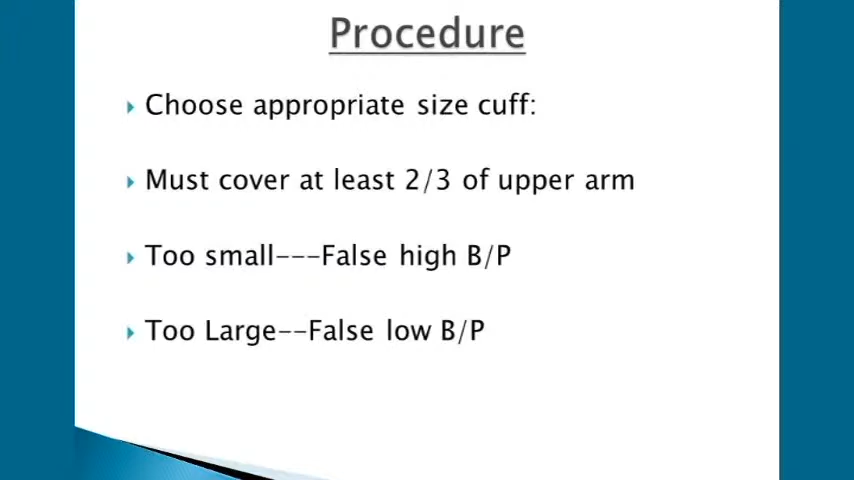 Procedure
Choose appropriate size cuff:
Must cover at least 2/3 of upper arm
Too small---False high B/P
Too Large--False low B/P